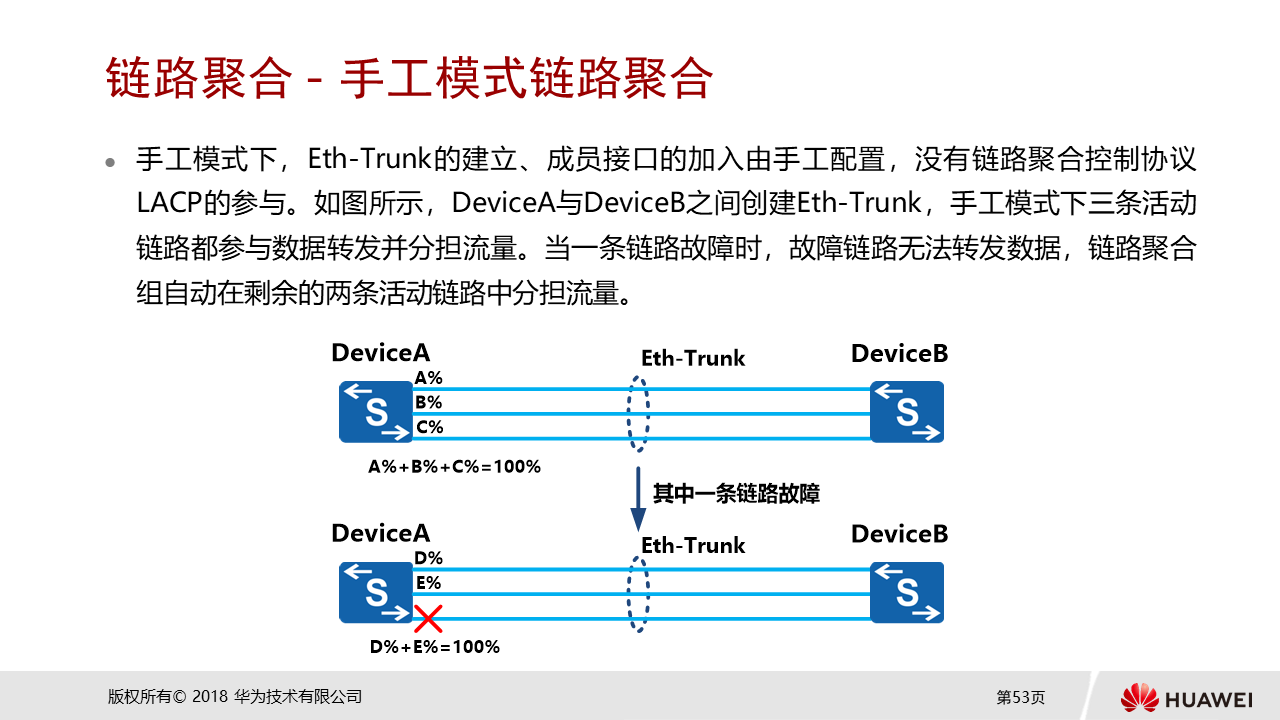 链路聚合 - 手工模式链路聚合
● 手工模式下，Eth-Trunk的建立、成员接口的加入由手工配置，没有链路聚合控制协议
LACP的参与。如图所示，DeviceA与DeviceB之间创建Eth-Trunk，手工模式下三条活动
链路都参与数据转发并分担流量。当一条链路故障时，故障链路无法转发数据，链路聚合
组自动在剩余的两条活动链路中分担流量。
DeviceA
Eth-Trunk
DeviceB
A%
B%
C%
S
S
A%+B%+C%=100%
其中一条链路故障
DeviceA
Eth-Trunk
DeviceB
D%
E%
S
S
D%+E%=100%
版权所有© 2018 华为技术有限公司
第53页
HUAWEI